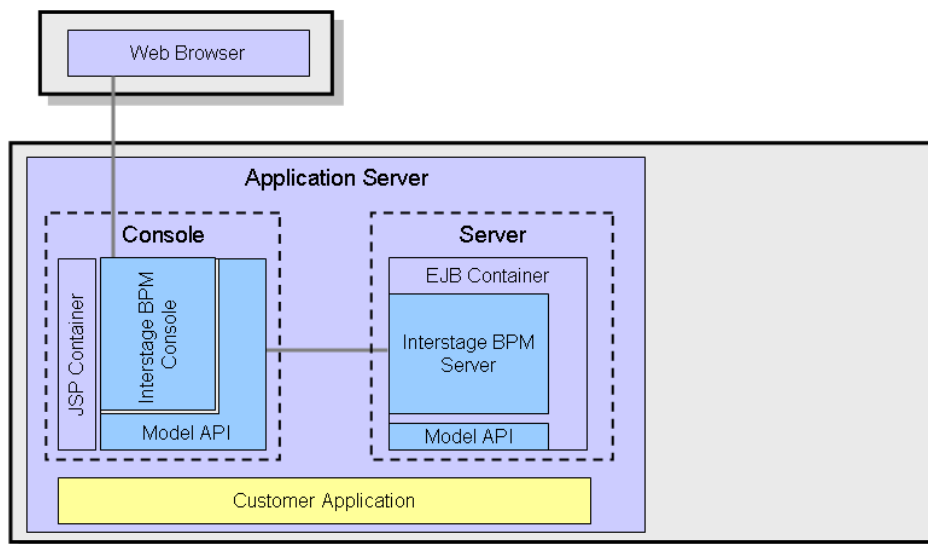 Web Browser
Application Server
Console
Server
JSP Container
Interstage BPM
Console
Model API
EJB Container
Interstage BPM
Server
Model API
Customer Application